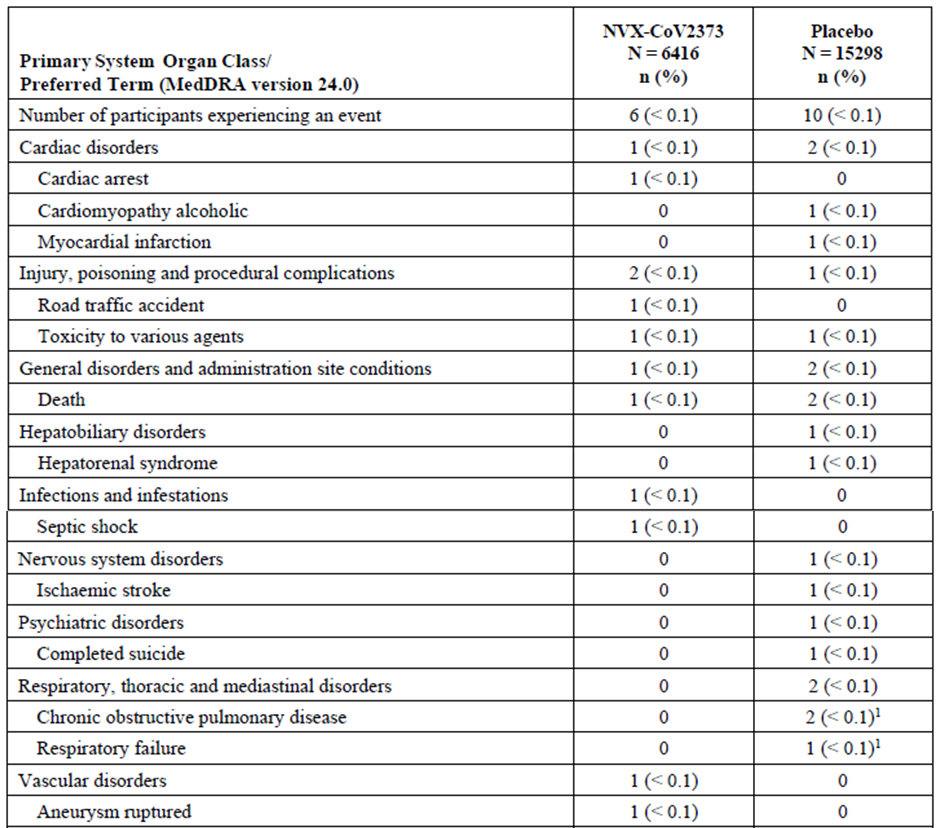 Primary System Organ Class/
Preferred Term (MedDRA version 24.0)
NVX-CoV2373
N = 6416
n (%)
Placebo
N = 15298
n (%)
Number of participants experiencing an event 6 (< 0.1) 10 (< 0.1)
Cardiac disorders 1 (< 0.1) 2 (< 0.1)
Cardiac arrest 1 (< 0.1) 0
Cardiomyopathy alcoholic 0 1 (< 0.1)
Myocardial infarction 0 1 (< 0.1)
Injury, poisoning and procedural complications 2 (< 0.1) 1 (< 0.1)
Road traffic accident 1 (< 0.1) 0
Toxicity to various agents 1 (< 0.1) 1 (< 0.1)
General disorders and administration site conditions 1 (< 0.1) 2 (< 0.1)
Death 1 (< 0.1) 2 (< 0.1)
Hepatobiliary disorders 0 1 (< 0.1)
Hepatorenal syndrome 0 1 (< 0.1)
Infections and infestations 1 (< 0.1) 0
Septic shock 1 (< 0.1) 0
Nervous system disorders 0 1 (< 0.1)
Ischaemic stroke 0 1 (< 0.1)
Psychiatric disorders 0 1 (< 0.1)
Completed suicide 0 1 (< 0.1)
Respiratory, thoracic and mediastinal disorders 0 2 (< 0.1)
Chronic obstructive pulmonary disease 0 2 (< 0.1)¹
Respiratory failure 0 1 (< 0.1)¹
Vascular disorders 1 (< 0.1) 0
Aneurysm ruptured 1 (< 0.1) 0